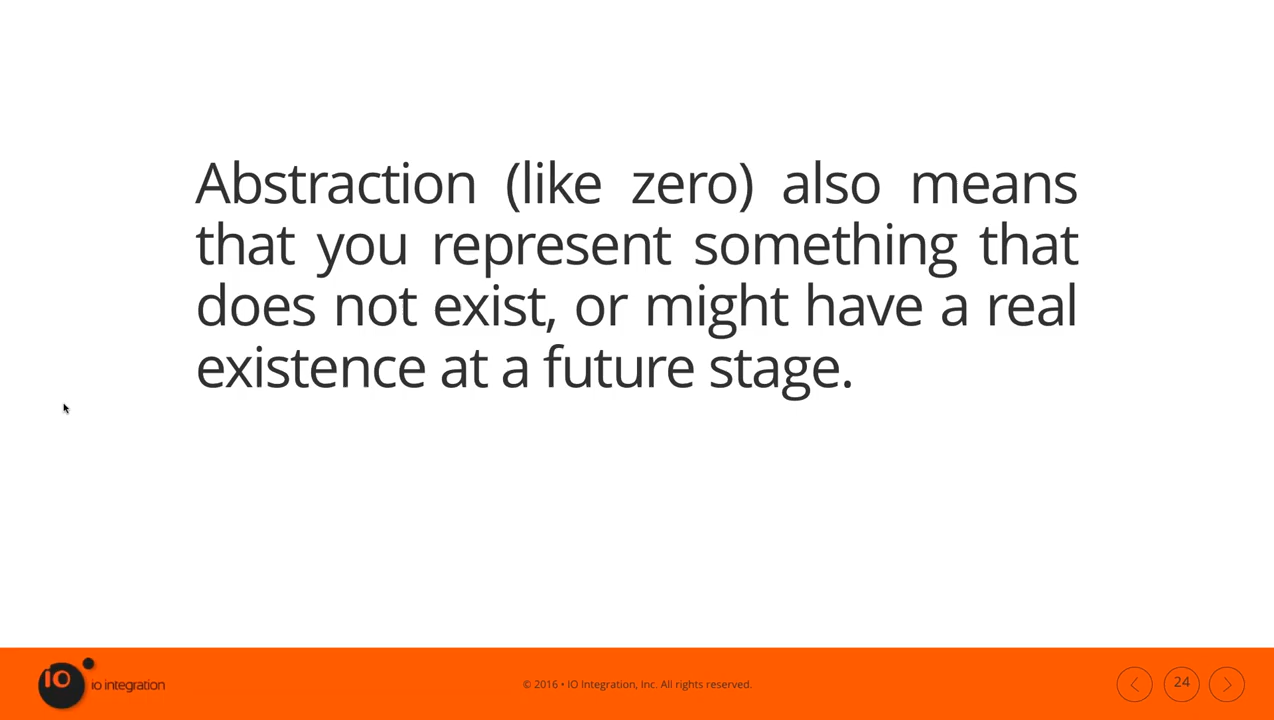 Abstraction (like zero) also means
that you represent something that
does not exist, or might have a real
existence at a future stage.
IO
io integration
© 2016 • IO Integration, Inc. All rights reserved.
24